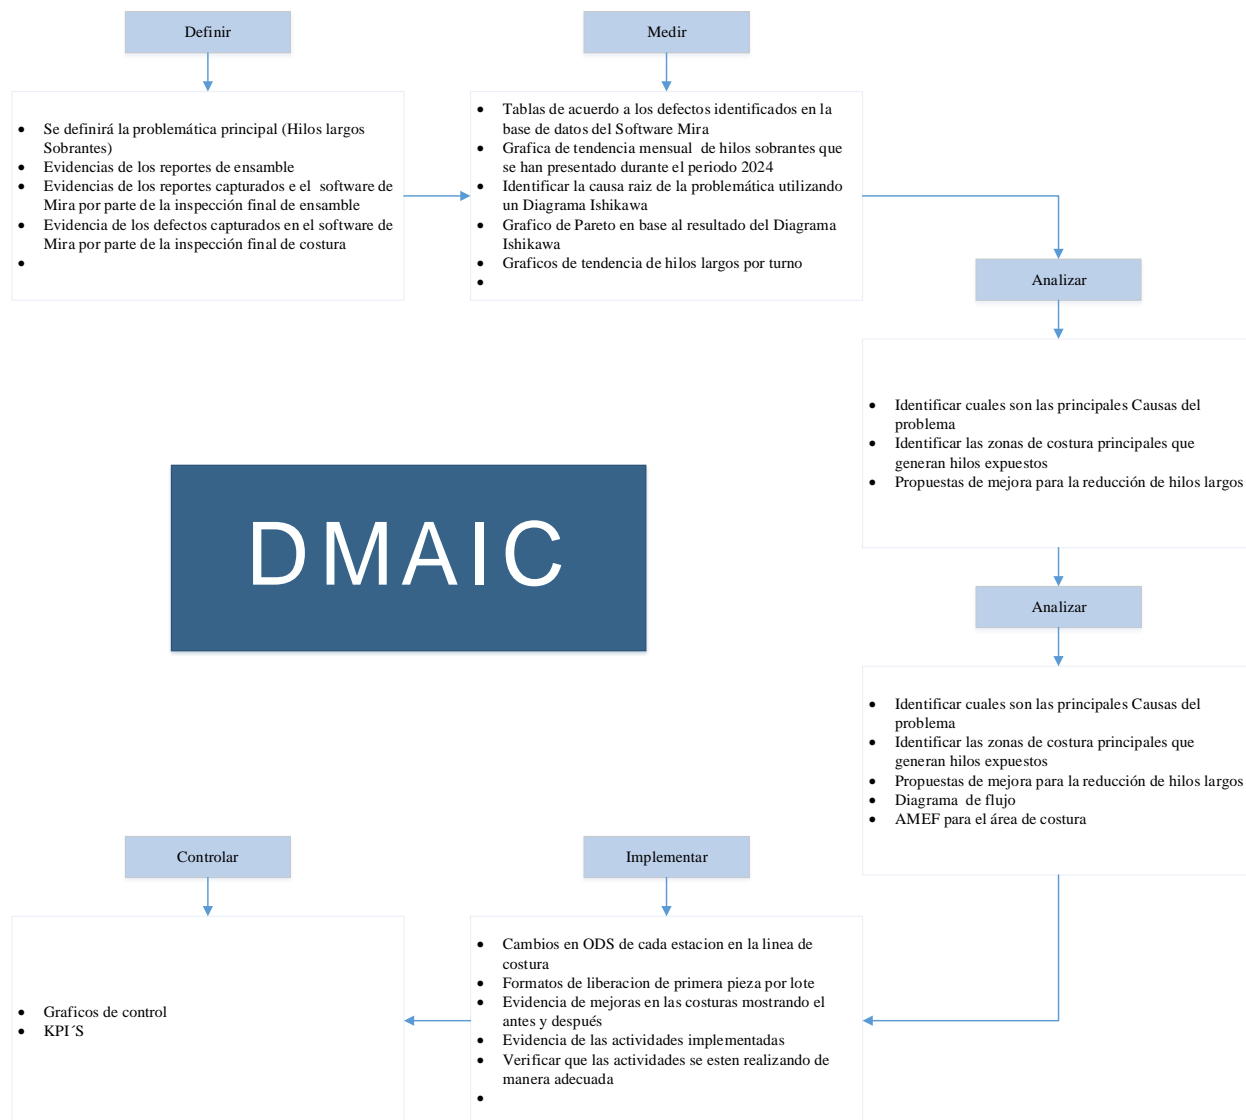 Definir
• Se definirá la problemática principal (Hilos largos
Sobrantes)
• Evidencias de los reportes de ensamble
• Evidencias de los reportes capturados e el software de
Mira por parte de la inspección final de ensamble
• Evidencia de los defectos capturados en el software de
Mira por parte de la inspección final de costura
•
Medir
• Tablas de acuerdo a los defectos identificados en la
base de datos del Software Mira
• Grafica de tendencia mensual de hilos sobrantes que
se han presentado durante el periodo 2024
• Identificar la causa raiz de la problemática utilizando
un Diagrama Ishikawa
• Grafico de Pareto en base al resultado del Diagrama
Ishikawa
• Graficos de tendencia de hilos largos por turno
•
Analizar
• Identificar cuales son las principales Causas del
problema
• Identificar las zonas de costura principales que
generan hilos expuestos
• Propuestas de mejora para la reducción de hilos largos
DMAIC
Analizar
• Identificar cuales son las principales Causas del
problema
• Identificar las zonas de costura principales que
generan hilos expuestos
• Propuestas de mejora para la reducción de hilos largos
• Diagrama de flujo
• AMEF para el área de costura
Implementar
• Cambios en ODS de cada estacion en la linea de
costura
• Formatos de liberacion de primera pieza por lote
• Evidencia de mejoras en las costuras mostrando el
antes y después
• Evidencia de las actividades implementadas
• Verificar que las actividades se esten realizando de
manera adecuada
•
Controlar
• Graficos de control
• KPI´S